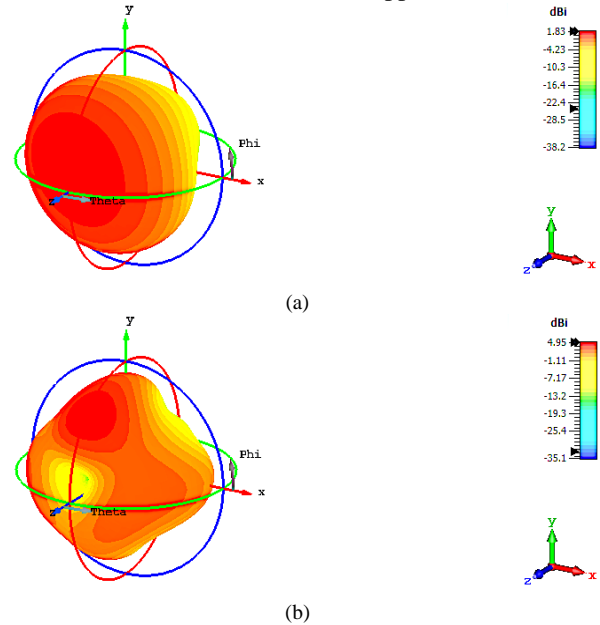 y
dBi
1.83
-4.23
-10.3
-16.4
-22.4
-28.5
-38.2
Phi
x
z Theta
y
z x
(a)
y
dBi
4.95
-1.11
-7.17
-13.2
-19.3
-25.4
-35.1
Phi
x
z Theta
y
z x
(b)